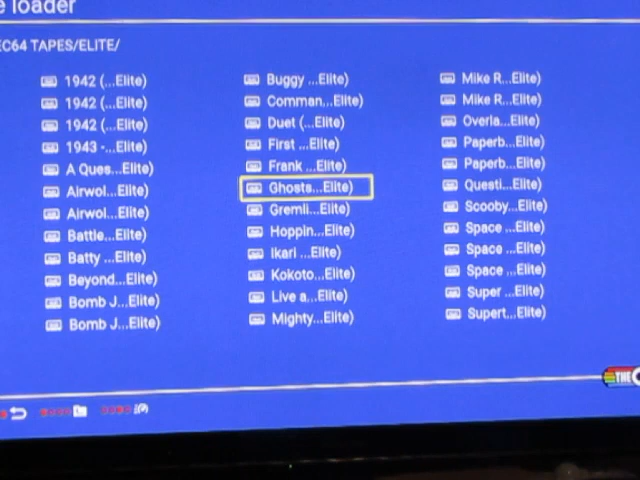 e loader
EC64 TAPES/ELITE/
1942 (...Elite)
1942 (...Elite)
1942 (...Elite)
1943 -...Elite)
A Ques...Elite)
Airwol...Elite)
Airwol...Elite)
Battle...Elite)
Batty ...Elite)
Beyond...Elite)
Bomb J...Elite)
Bomb J...Elite)
Buggy ...Elite)
Comman...Elite)
Duet (...Elite)
First ...Elite)
Frank ...Elite)
Ghosts...Elite)
Gremli...Elite)
Hoppin...Elite)
Ikari ...Elite)
Kokoto...Elite)
Live a...Elite)
Mighty...Elite)
Mike R...Elite)
Mike R...Elite)
Overla...Elite)
Paperb...Elite)
Paperb...Elite)
Questi...Elite)
Scooby...Elite)
Space ...Elite)
Space ...Elite)
Space ...Elite)
Super ...Elite)
Supert...Elite)
THE